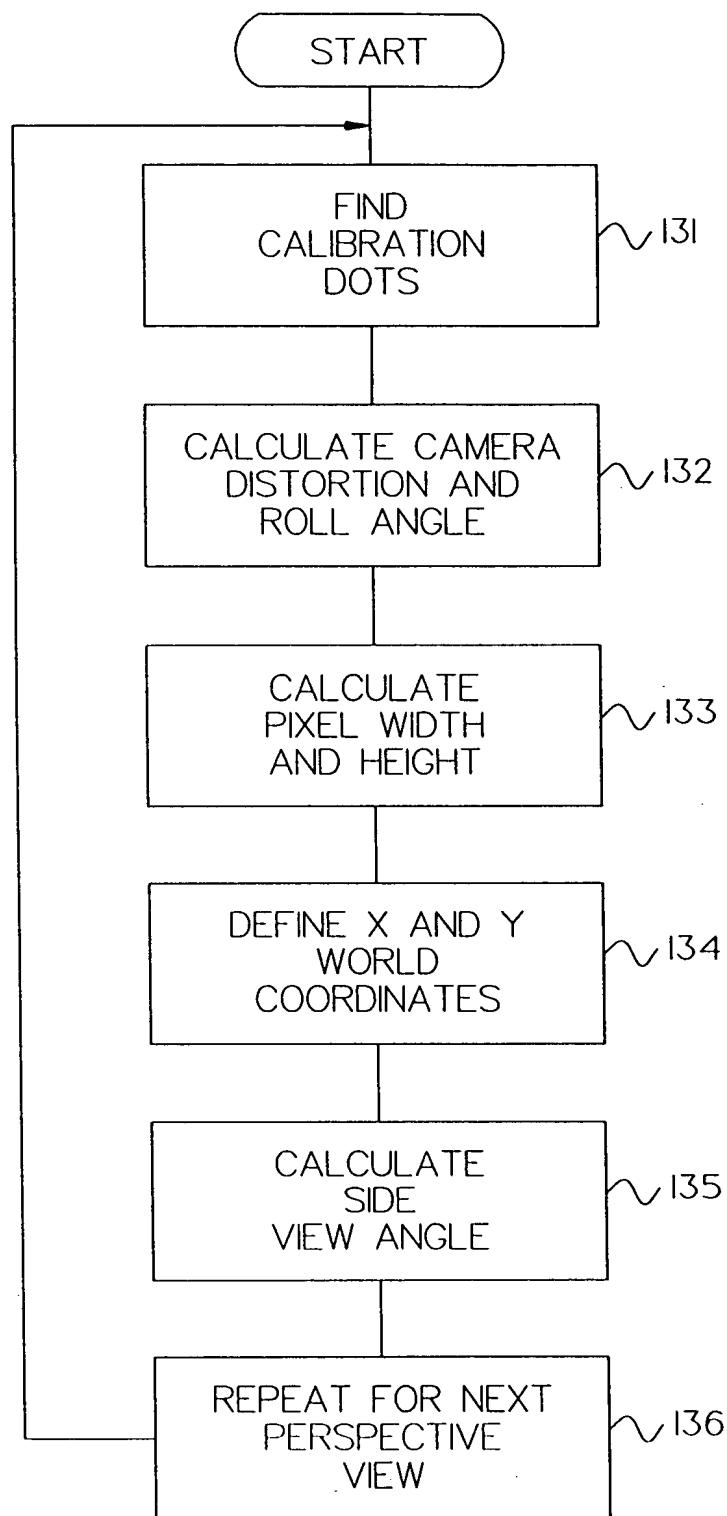 START
FIND
CALIBRATION
DOTS
131
CALCULATE CAMERA
DISTORTION AND
ROLL ANGLE
132
CALCULATE
PIXEL WIDTH
AND HEIGHT
133
DEFINE X AND Y
WORLD
COORDINATES
134
CALCULATE
SIDE
VIEW ANGLE
135
REPEAT FOR NEXT
PERSPECTIVE
VIEW
136